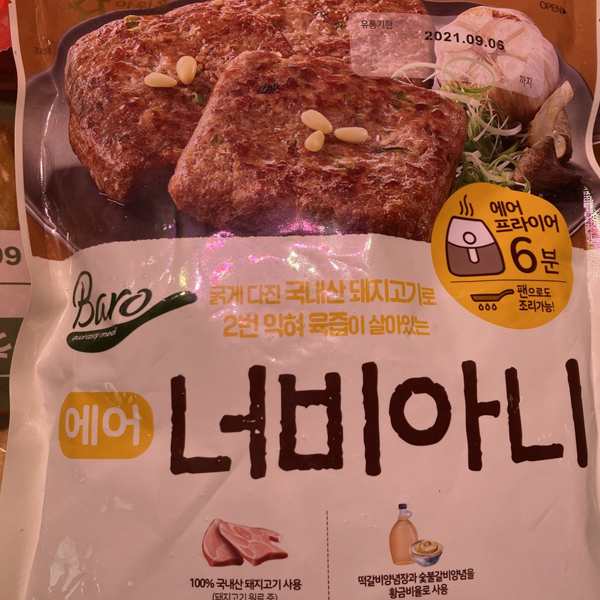 OPEN
유통기한
2021.09.06
까지
에어
프라이어
6분
팬으로도
조리가능!
09
Baro
굵게 다진 국내산 돼지고기로
2번 익혀 육즙이 살아있는
에어
너비아니
100% 국내산 돼지고기 사용
(돼지고기 원료 중)
떡갈비양념장과 숯불갈비양념을
황금비율로 사용